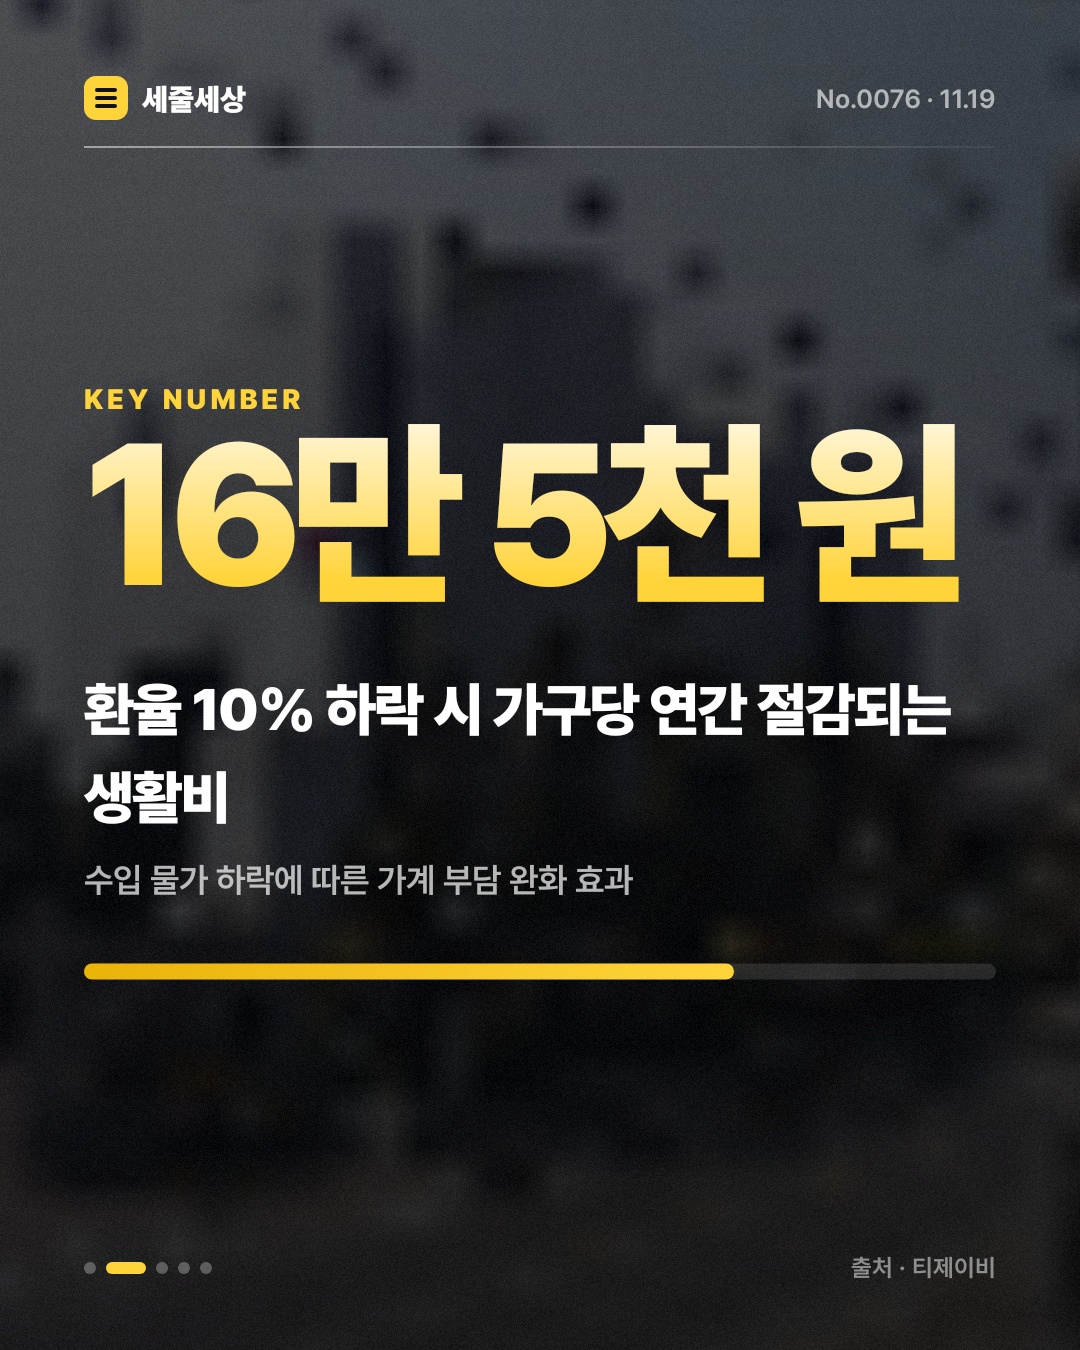 세줄세상
No.0076 · 11.19
KEY NUMBER
16만 5천 원
환율 10% 하락 시 가구당 연간 절감되는
생활비
수입 물가 하락에 따른 가계 부담 완화 효과
출처 · 티제이비